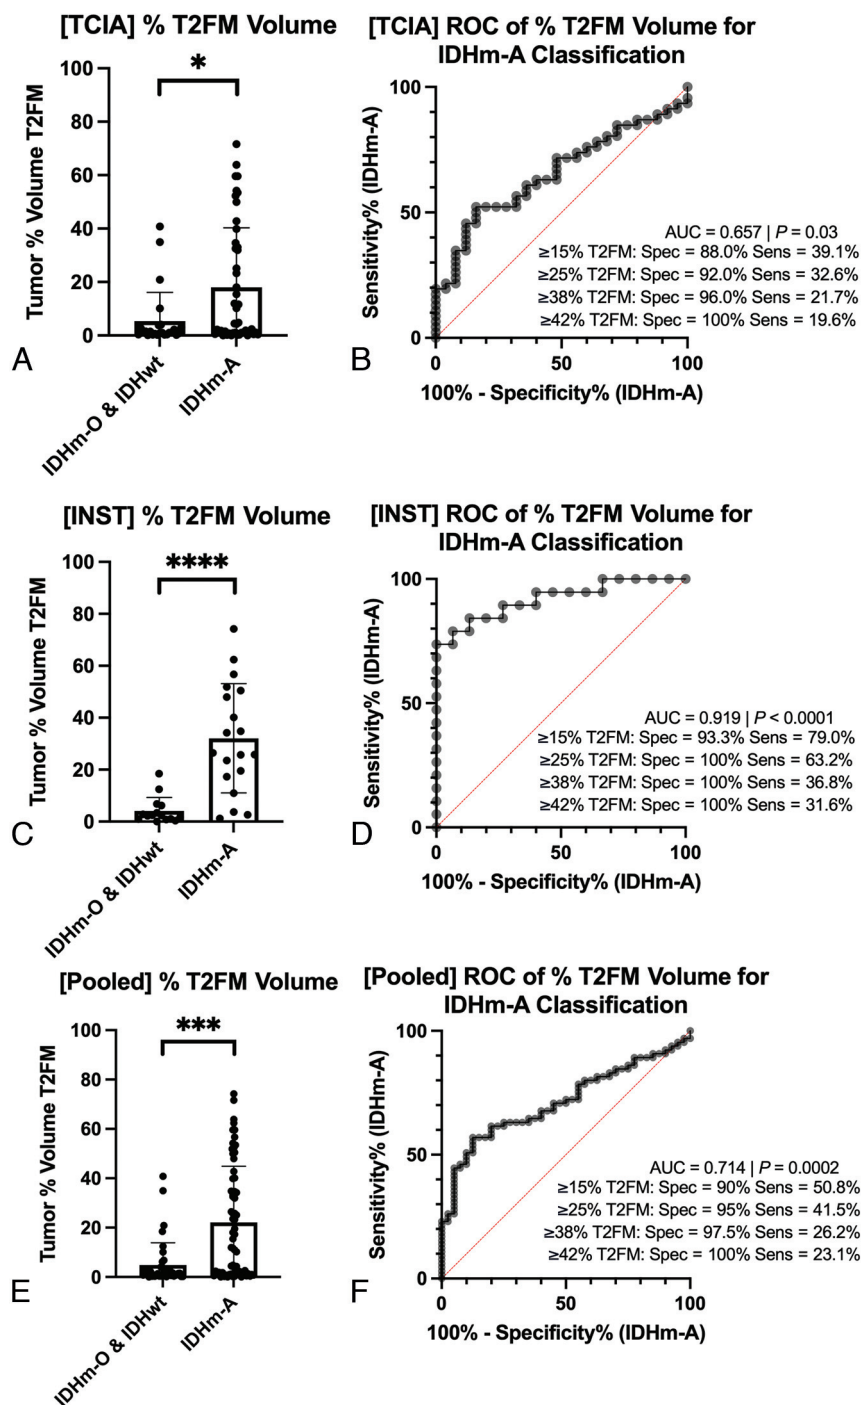 [TCIA] % T2FM Volume
*
Tumor % Volume T2FM
100
80
60
40
20
0
IDHm-O & IDHwt
IDHm-A
A
[TCIA] ROC of % T2FM Volume for
IDHm-A Classification
Sensitivity% (IDHm-A)
100
50
0
AUC = 0.657 | P = 0.03
≥15% T2FM: Spec = 88.0% Sens = 39.1%
≥25% T2FM: Spec = 92.0% Sens = 32.6%
≥38% T2FM: Spec = 96.0% Sens = 21.7%
≥42% T2FM: Spec = 100% Sens = 19.6%
0 50 100
100% - Specificity% (IDHm-A)
B
[INST] % T2FM Volume
****
Tumor % Volume T2FM
100
80
60
40
20
0
IDHm-O & IDHwt
IDHm-A
C
[INST] ROC of % T2FM Volume for
IDHm-A Classification
Sensitivity% (IDHm-A)
100
50
0
AUC = 0.919 | P < 0.0001
≥15% T2FM: Spec = 93.3% Sens = 79.0%
≥25% T2FM: Spec = 100% Sens = 63.2%
≥38% T2FM: Spec = 100% Sens = 36.8%
≥42% T2FM: Spec = 100% Sens = 31.6%
0 50 100
100% - Specificity% (IDHm-A)
D
[Pooled] % T2FM Volume
***
Tumor % Volume T2FM
100
80
60
40
20
0
IDHm-O & IDHwt
IDHm-A
E
[Pooled] ROC of % T2FM Volume for
IDHm-A Classification
Sensitivity% (IDHm-A)
100
50
0
AUC = 0.714 | P = 0.0002
≥15% T2FM: Spec = 90% Sens = 50.8%
≥25% T2FM: Spec = 95% Sens = 41.5%
≥38% T2FM: Spec = 97.5% Sens = 26.2%
≥42% T2FM: Spec = 100% Sens = 23.1%
0 50 100
100% - Specificity% (IDHm-A)
F